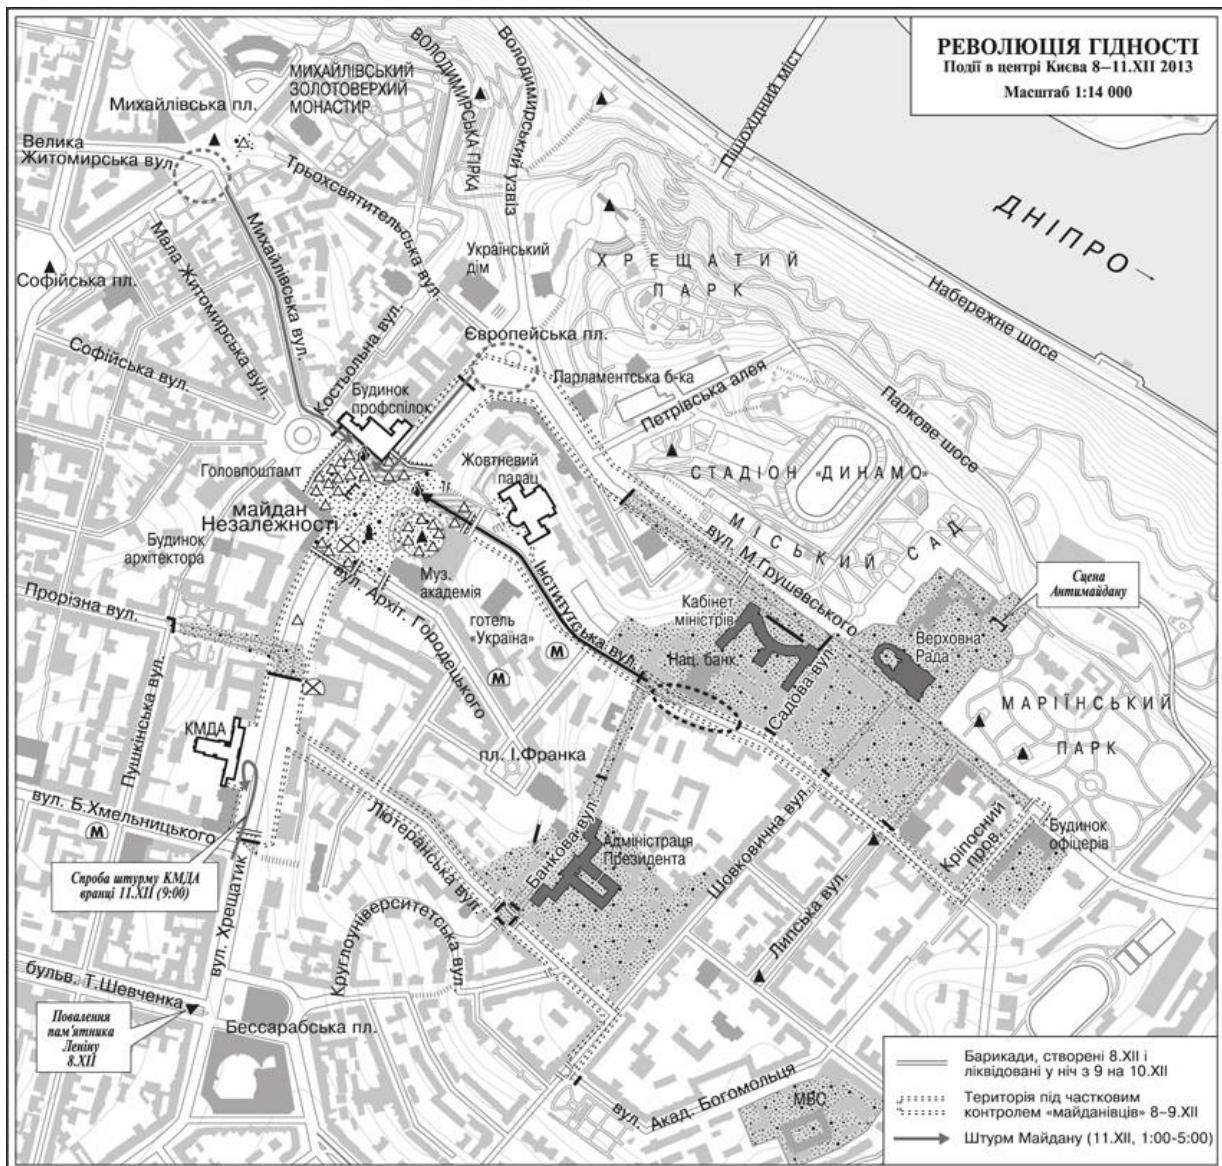 РЕВОЛЮЦІЯ ГІДНОСТІ
Події в центрі Києва 8–11.XII 2013
Масштаб 1:14 000
МИХАЙЛІВСЬКИЙ
ЗОЛОТОВЕРХИЙ
МОНАСТИР
Михайлівська пл.
Велика
Житомирська вул.
ВОЛОДИМИРСЬКА ГІРКА
Володимирський узвіз
Пішохідний міст
ДНІПРО
Набережне шосе
Трьохсвятительська вул.
Михайлівська вул.
Мала Житомирська вул.
Софійська пл.
Софійська вул.
Український
дім
ХРЕЩАТИЙ
ПАРК
Костьольна вул.
Європейська пл.
Парламентська б-ка
Петрівська алея
Паркове шосе
Будинок
профспілок
Головпоштамт
Жовтневий
палац
СТАДІОН «ДИНАМО»
МІСЬКИЙ САД
вул. М.Грушевського
майдан
Незалежності
Будинок
архітектора
Муз.
академія
вул. Архіт. Городецького
готель
«Україна»
Інститутська вул.
Кабінет
міністрів
Нац. банк
Садова вул.
Верховна
Рада
Сцена
Антимайдану
МАРІЇНСЬКИЙ
ПАРК
Прорізна вул.
Пушкінська вул.
КМДА
вул. Б.Хмельницького
М
М
М
пл. І.Франка
Лютеранська вул.
Банкова вул.
Адміністраця
Президента
Шовковична вул.
Липська вул.
Кріпосний
пров.
Будинок
офіцерів
Спроба штурму КМДА
вранці 11.XII (9:00)
вул. Хрещатик
Круглоуніверситетська вул.
бульв. Т.Шевченка
Повалення
пам'ятника
Леніну
8.XII
Бессарабська пл.
вул. Акад. Богомольця
МВС
Барикади, створені 8.XII і
ліквідовані у ніч з 9 на 10.XII
Територія під частковим
контролем «майданівців» 8–9.XII
Штурм Майдану (11.XII, 1:00-5:00)